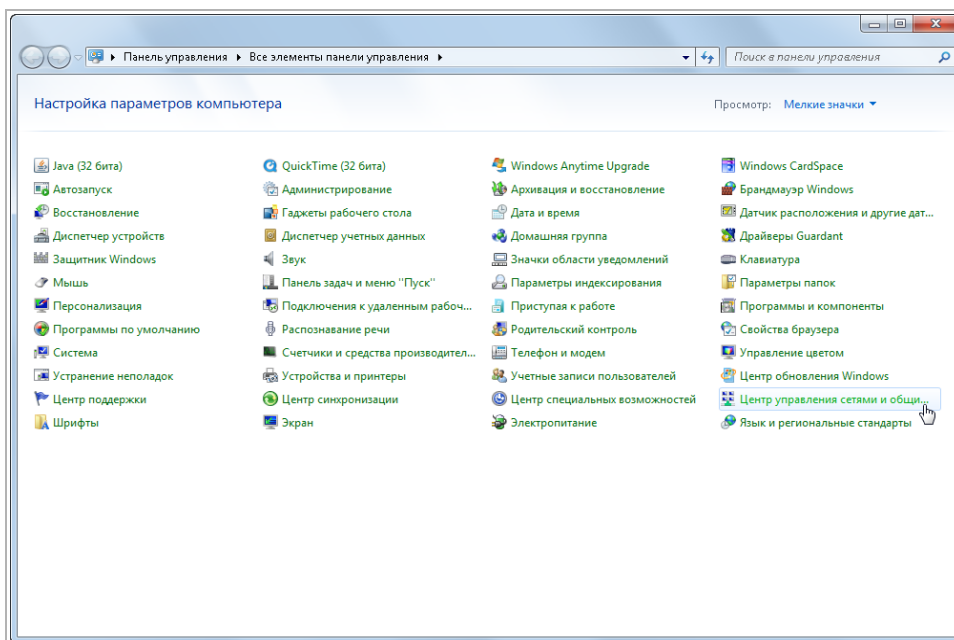 Панель управления ▸ Все элементы панели управления ▸ Поиск в панели управления
Настройка параметров компьютера Просмотр: Мелкие значки
Java (32 бита) QuickTime (32 бита) Windows Anytime Upgrade Windows CardSpace
Автозапуск Администрирование Архивация и восстановление Брандмауэр Windows
Восстановление Гаджеты рабочего стола Дата и время Датчик расположения и другие дат...
Диспетчер устройств Диспетчер учетных данных Домашняя группа Драйверы Guardant
Защитник Windows Звук Значки области уведомлений Клавиатура
Мышь Панель задач и меню "Пуск" Параметры индексирования Параметры папок
Персонализация Подключения к удаленным рабоч... Приступая к работе Программы и компоненты
Программы по умолчанию Распознавание речи Родительский контроль Свойства браузера
Система Счетчики и средства производител... Телефон и модем Управление цветом
Устранение неполадок Устройства и принтеры Учетные записи пользователей Центр обновления Windows
Центр поддержки Центр синхронизации Центр специальных возможностей Центр управления сетями и общи...
Шрифты Экран Электропитание Язык и региональные стандарты